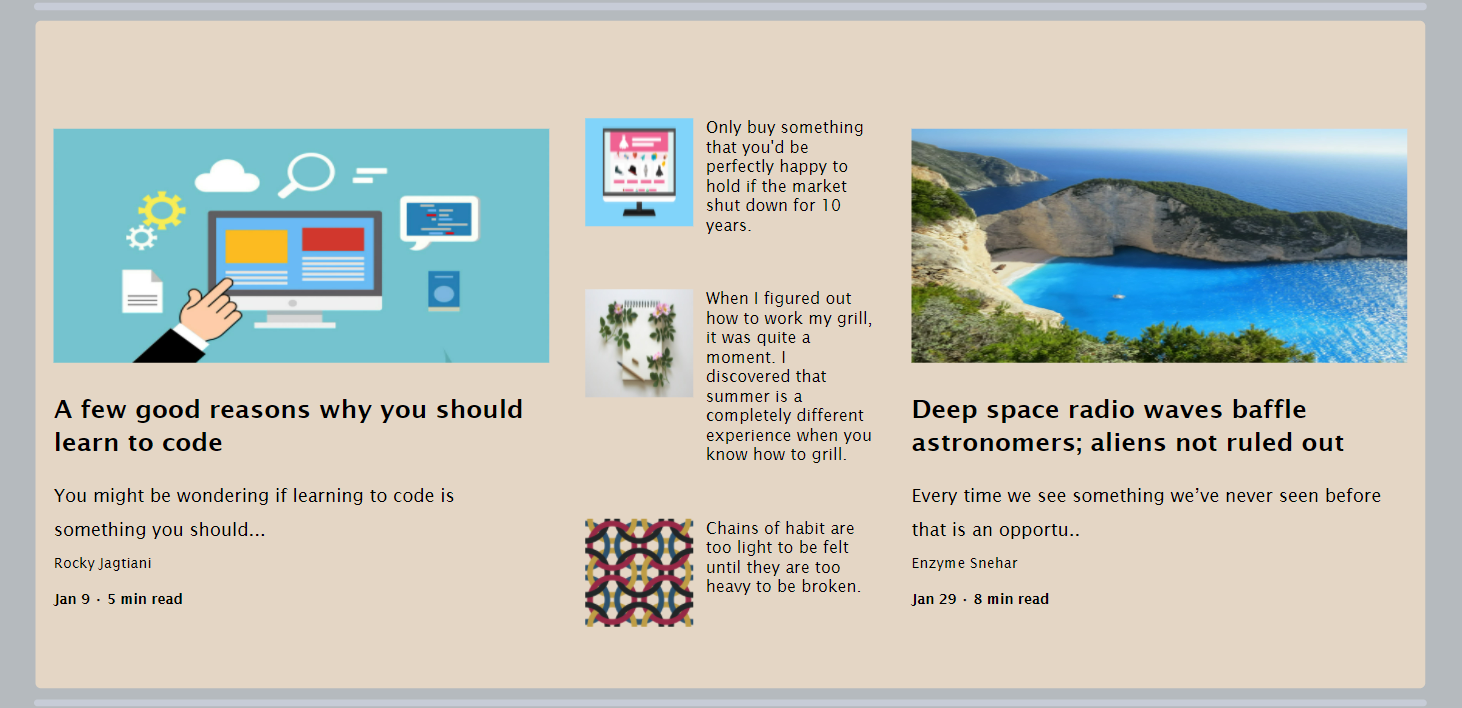 A few good reasons why you should
learn to code
You might be wondering if learning to code is
something you should...
Rocky Jagtiani
Jan 9 · 5 min read
Only buy something
that you'd be
perfectly happy to
hold if the market
shut down for 10
years.
When I figured out
how to work my grill,
it was quite a
moment. I
discovered that
summer is a
completely different
experience when you
know how to grill.
Chains of habit are
too light to be felt
until they are too
heavy to be broken.
Deep space radio waves baffle
astronomers; aliens not ruled out
Every time we see something we’ve never seen before
that is an opportu..
Enzyme Snehar
Jan 29 · 8 min read